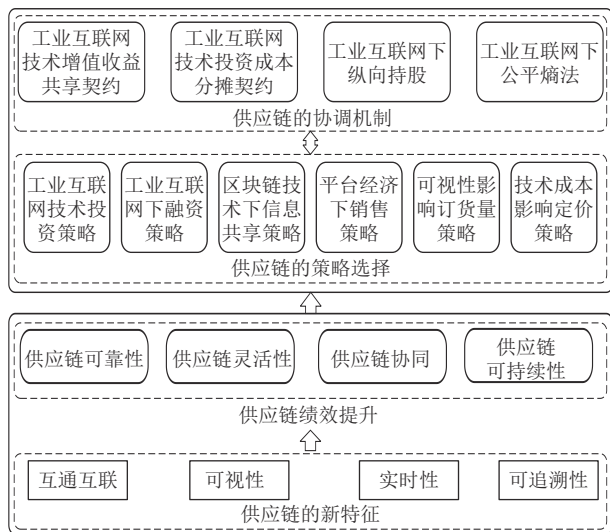 工业互联网
技术增值收益
共享契约
工业互联网
技术投资成本
分摊契约
工业互联网下
纵向持股
工业互联网下
公平熵法
供应链的协调机制
工业互联
网技术投
资策略
工业互联
网下融资
策略
区块链技
术下信息
共享策略
平台经济
下销售
策略
可视性影
响订货量
策略
技术成本
影响定价
策略
供应链的策略选择
供应链可靠性
供应链灵活性
供应链协同
供应链
可持续性
供应链绩效提升
互通互联
可视性
实时性
可追溯性
供应链的新特征